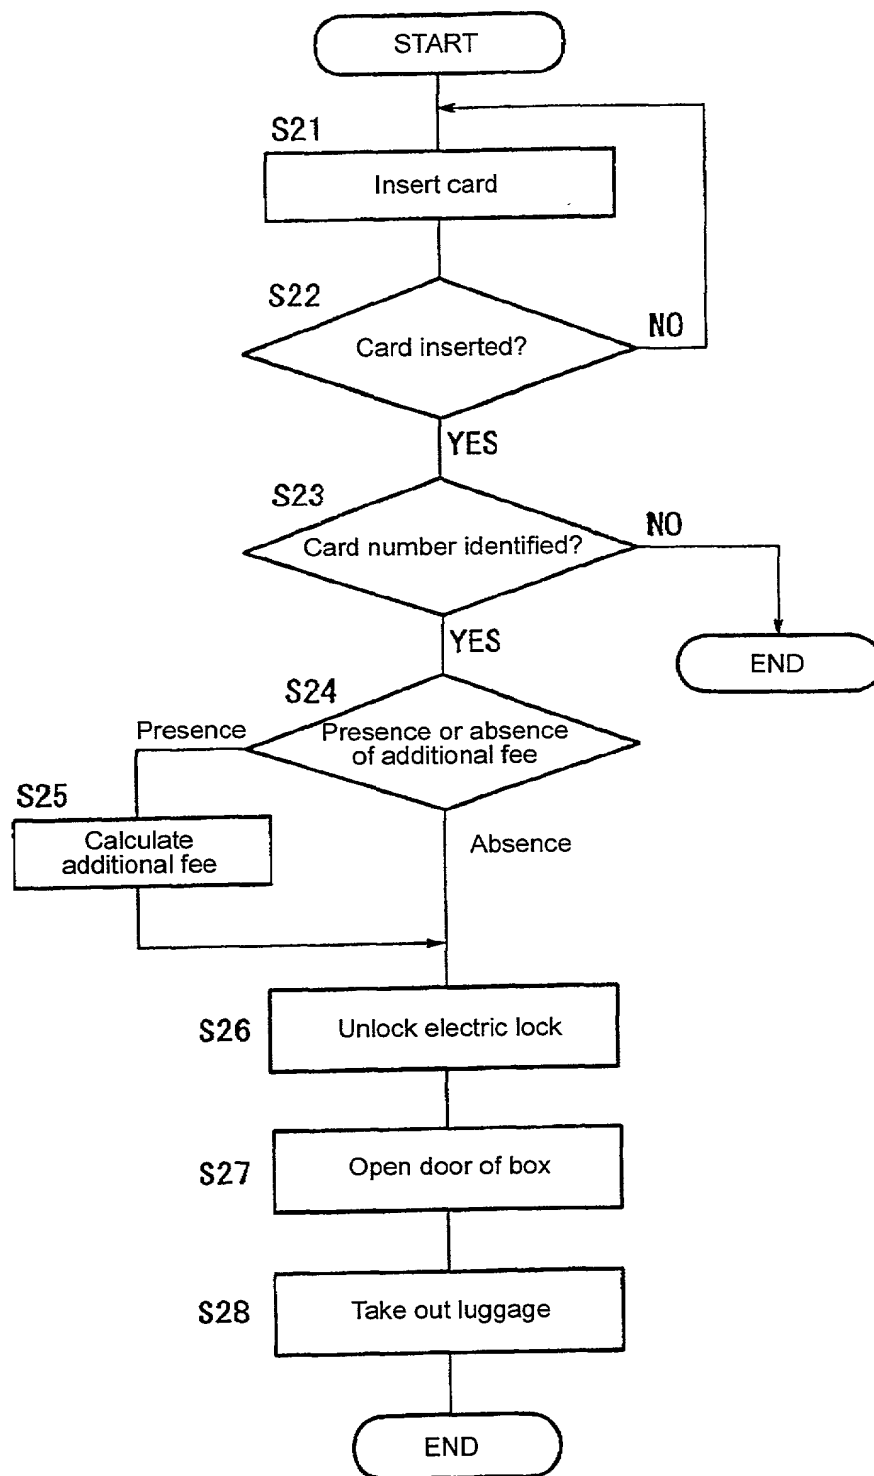 START
S21
Insert card
S22
Card inserted?
NO
YES
S23
Card number identified?
NO
YES
END
S24
Presence or absence
of additional fee
Presence
S25
Calculate
additional fee
Absence
S26
Unlock electric lock
S27
Open door of box
S28
Take out luggage
END